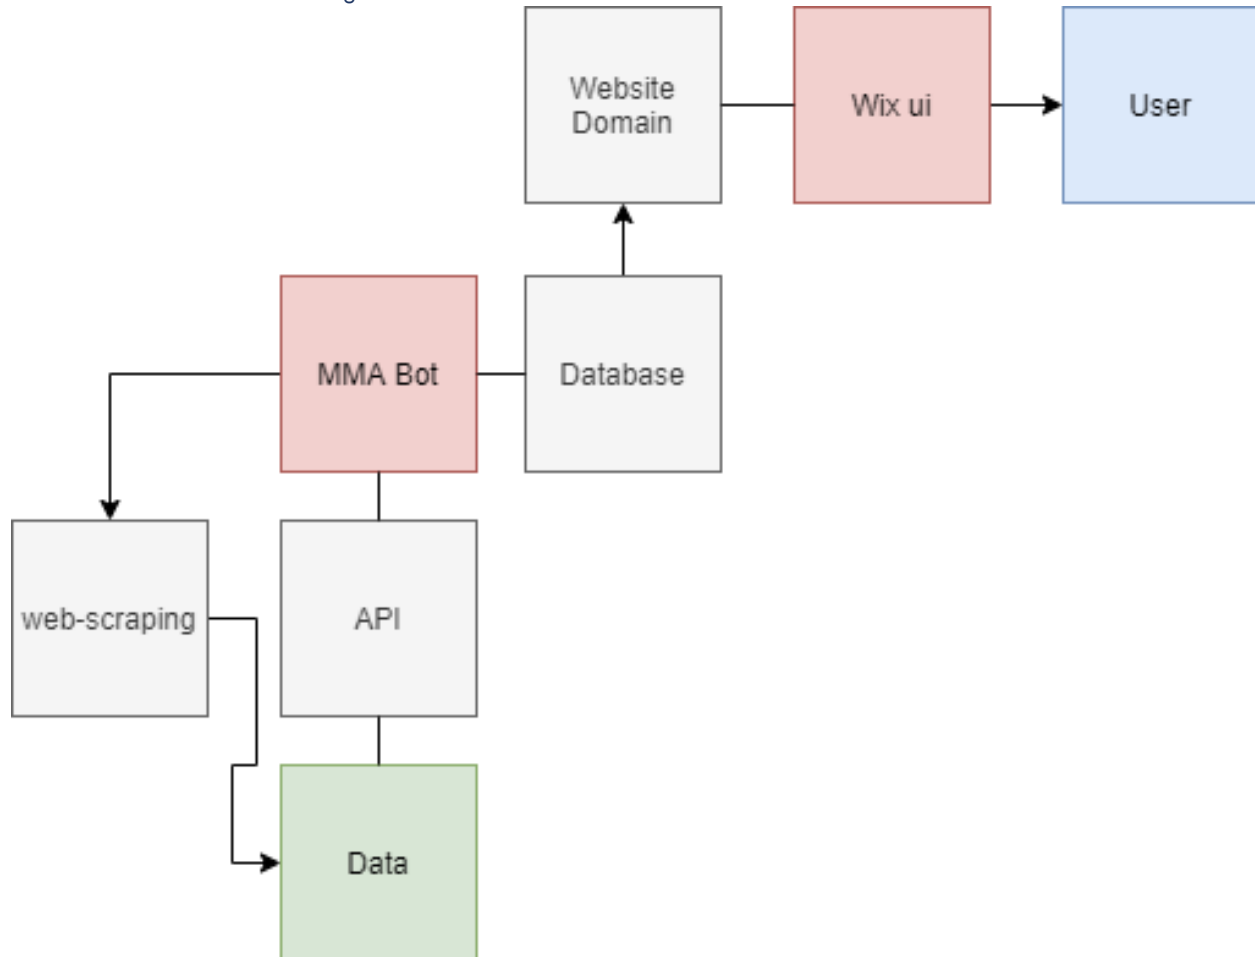 Website
Domain
Wix ui
User
MMA Bot
Database
web-scraping
API
Data